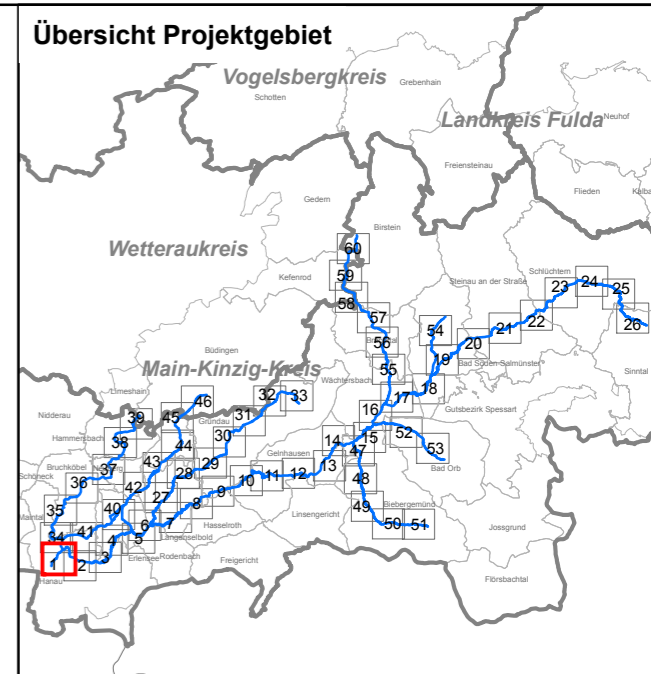 Übersicht Projektgebiet
Vogelsbergkreis
Grebenhain
Schotten
Landkreis Fulda
Neuhof
Freiensteinau
Flieden
Kalba
Gedern
Birstein
Wetteraukreis
60
Kefenrod
59
Steinau an der Straße
Schlüchtern
23
24
25
58
57
54
21
22
26
Büdingen
56
20
Sinntal
Main-Kinzig-Kreis
19
Bad Soden-Salmünster
Limeshain
46
32
33
Wächtersbach
55
18
Nidderau
39
45
31
17
Gutsbezirk Spessart
Hammersbach
38
Gründau
30
16
44
14
15
52
Bruchköbel
37
43
29
Gelnhausen
47
53
Schöneck
36
28
10
11
12
13
48
Bad Orb
42
27
9
Maintal
35
40
8
Hasselroth
Linsengericht
49
Biebergemünd
34
41
6
7
Langenselbold
50
51
Jossgrund
4
5
1
2
3
Erlensee
Rodenbach
Freigericht
Flörsbachtal
Hanau